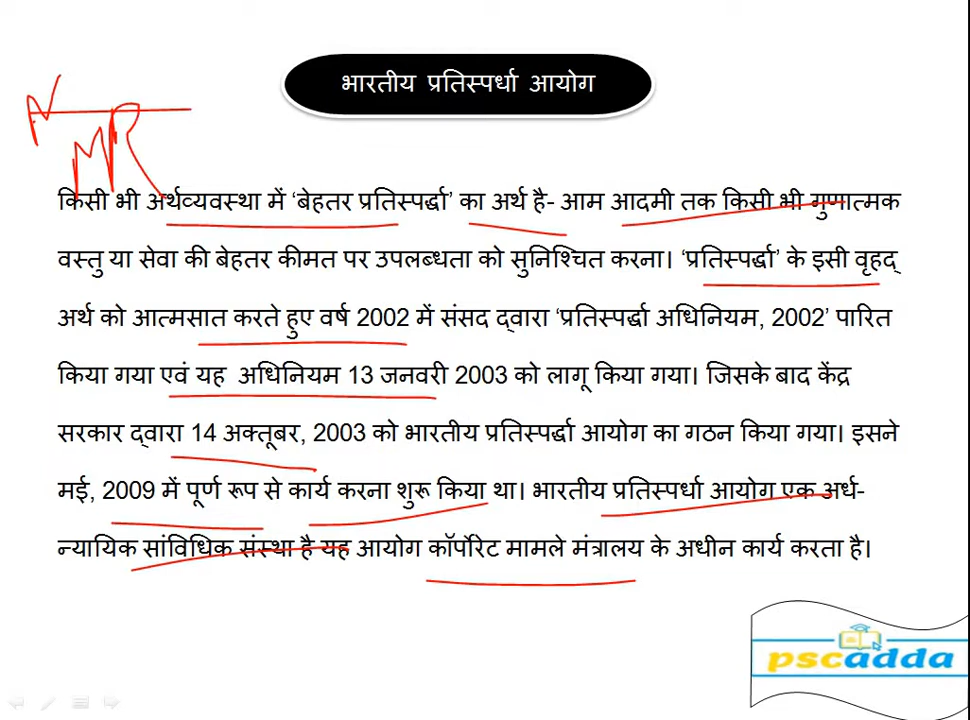 भारतीय प्रतिस्पर्धा आयोग
N
MR
किसी भी अर्थव्यवस्था में ‘बेहतर प्रतिस्पर्द्धा’ का अर्थ है- आम आदमी तक किसी भी गुणात्मक
वस्तु या सेवा की बेहतर कीमत पर उपलब्धता को सुनिश्चित करना। ‘प्रतिस्पर्द्धा’ के इसी वृहद्
अर्थ को आत्मसात करते हुए वर्ष 2002 में संसद द्वारा ‘प्रतिस्पर्द्धा अधिनियम, 2002’ पारित
किया गया एवं यह अधिनियम 13 जनवरी 2003 को लागू किया गया। जिसके बाद केंद्र
सरकार द्वारा 14 अक्तूबर, 2003 को भारतीय प्रतिस्पर्द्धा आयोग का गठन किया गया। इसने
मई, 2009 में पूर्ण रूप से कार्य करना शुरू किया था। भारतीय प्रतिस्पर्धा आयोग एक अर्ध-
न्यायिक सांविधिक संस्था है यह आयोग कॉर्पोरेट मामले मंत्रालय के अधीन कार्य करता है।
pscadda